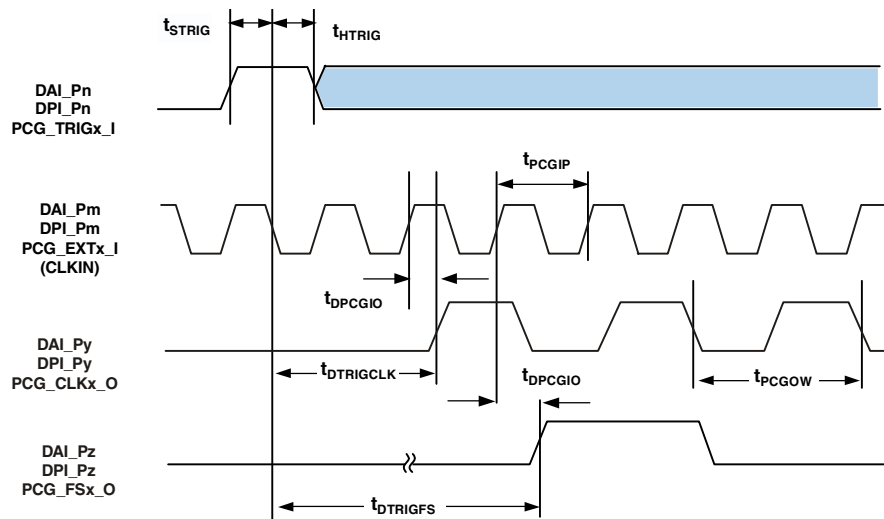 tSTRIG
tHTRIG
DAI_Pn
DPI_Pn
PCG_TRIGx_I
tPCGIP
DAI_Pm
DPI_Pm
PCG_EXTx_I
(CLKIN)
tDPCGIO
DAI_Py
DPI_Py
PCG_CLKx_O
tDTRIGCLK
tDPCGIO
tPCGOW
DAI_Pz
DPI_Pz
PCG_FSx_O
tDTRIGFS